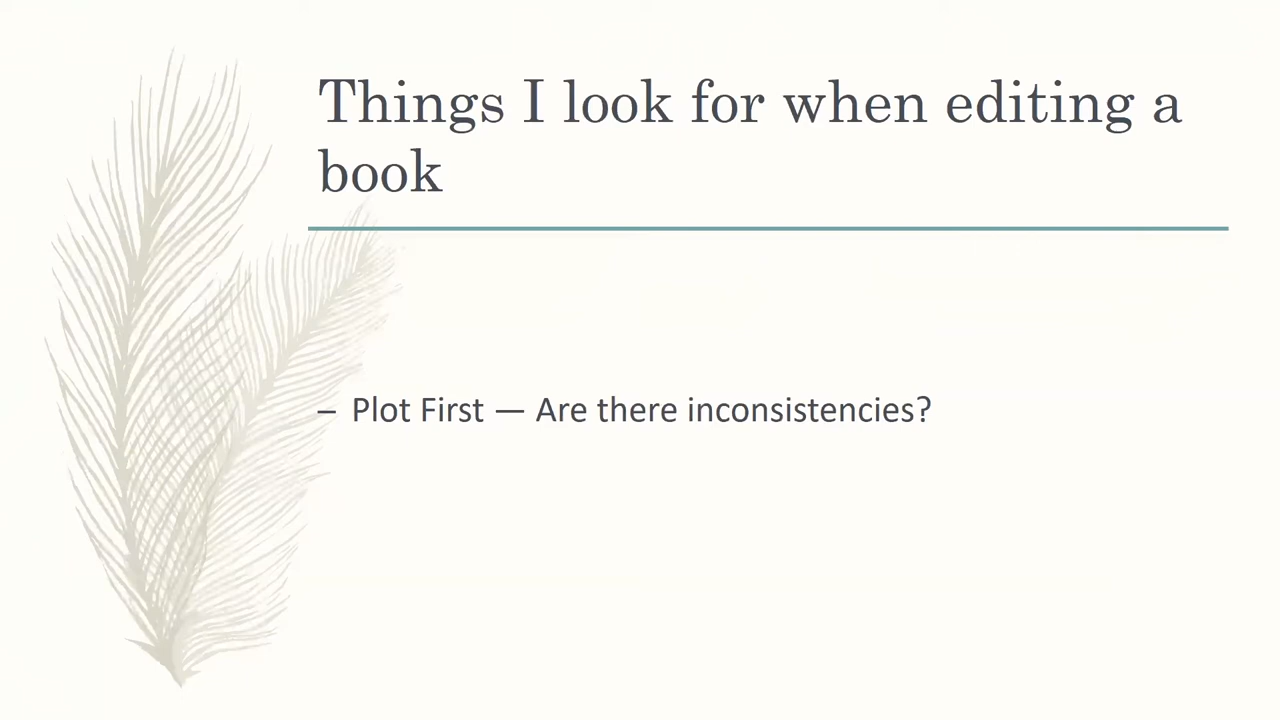 Things I look for when editing a
book
– Plot First — Are there inconsistencies?